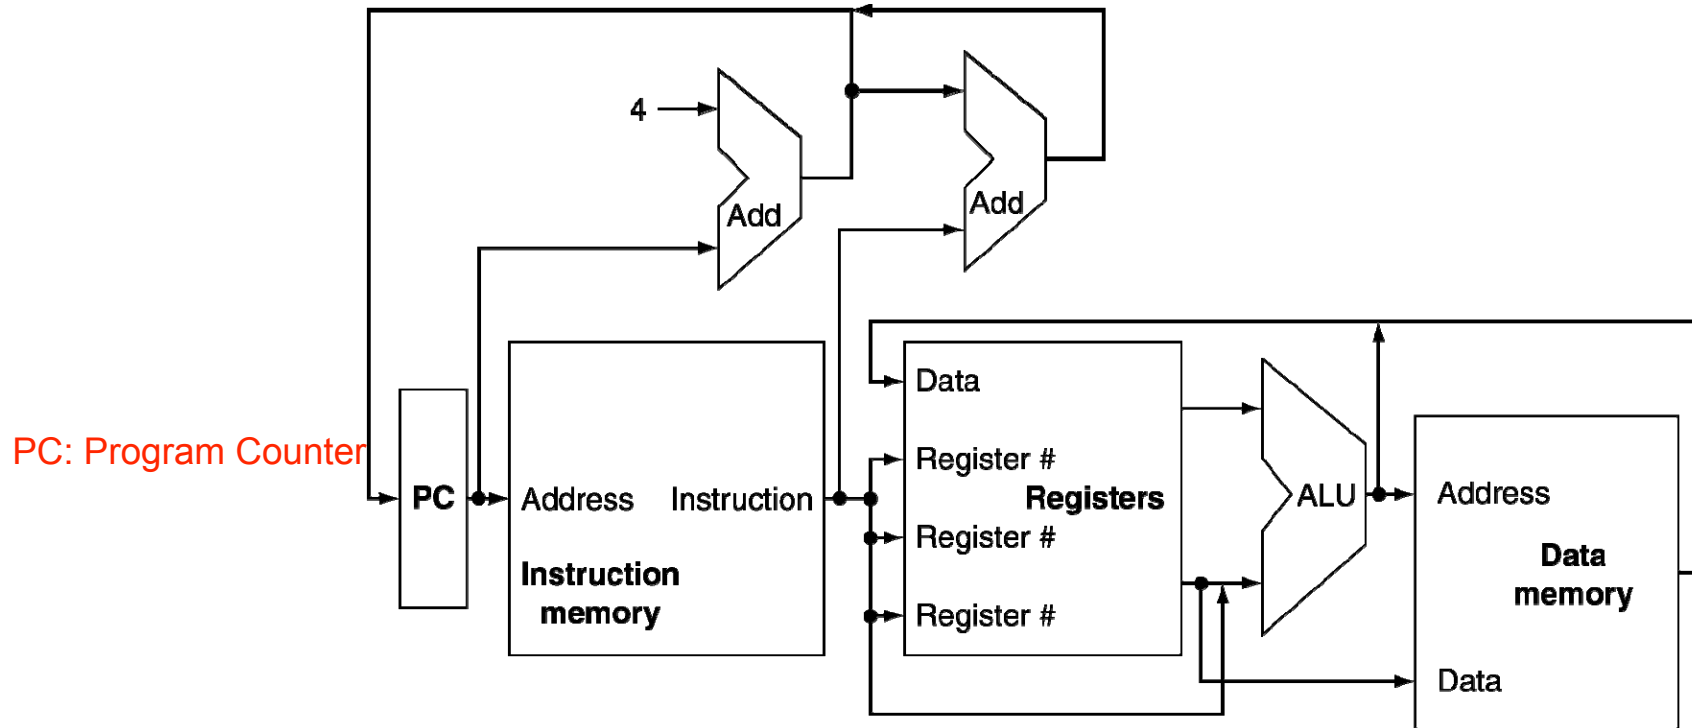 4
Add
Add
PC: Program Counter
PC
Address
Instruction
Instruction
memory
Data
Register #
Registers
Register #
Register #
ALU
Address
Data
memory
Data